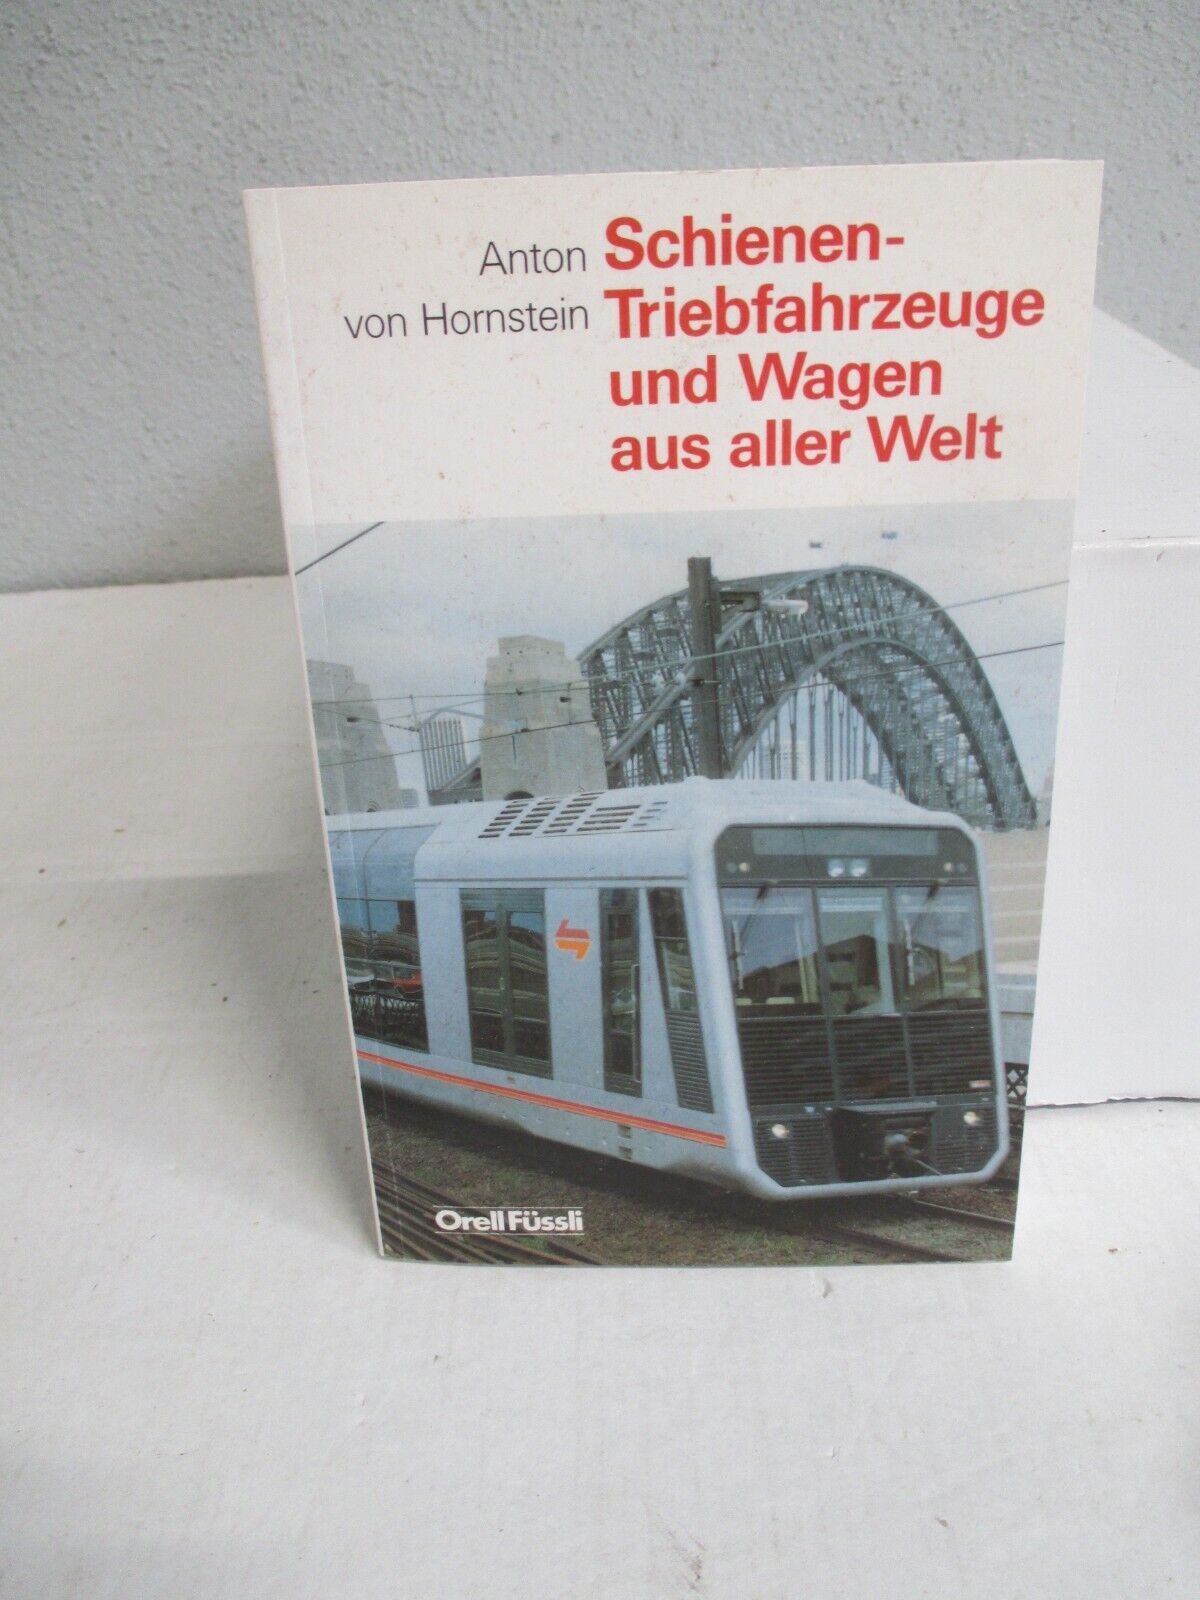 Anton
von Hornstein
Schienen-
Triebfahrzeuge
und Wagen
aus aller Welt
Orell Füssli